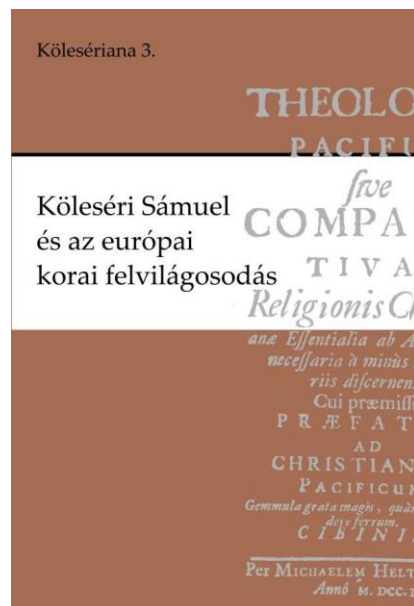 Kölesériana 3.
THEOLO
PACIFI
sive
COMPA
TIVA
Religionis C
anæ Essentialia ab A
necessaria à minùs
riis discernen
Cui præmiss
PRÆFAT
AD
CHRISTIAN
PACIFICU
Gemmula grata magis, quàm
dere ferrum.
CIBINI
Per MICHAELEM HELT
Annô M. DCC.
Köleséri Sámuel
és az európai
korai felvilágosodás